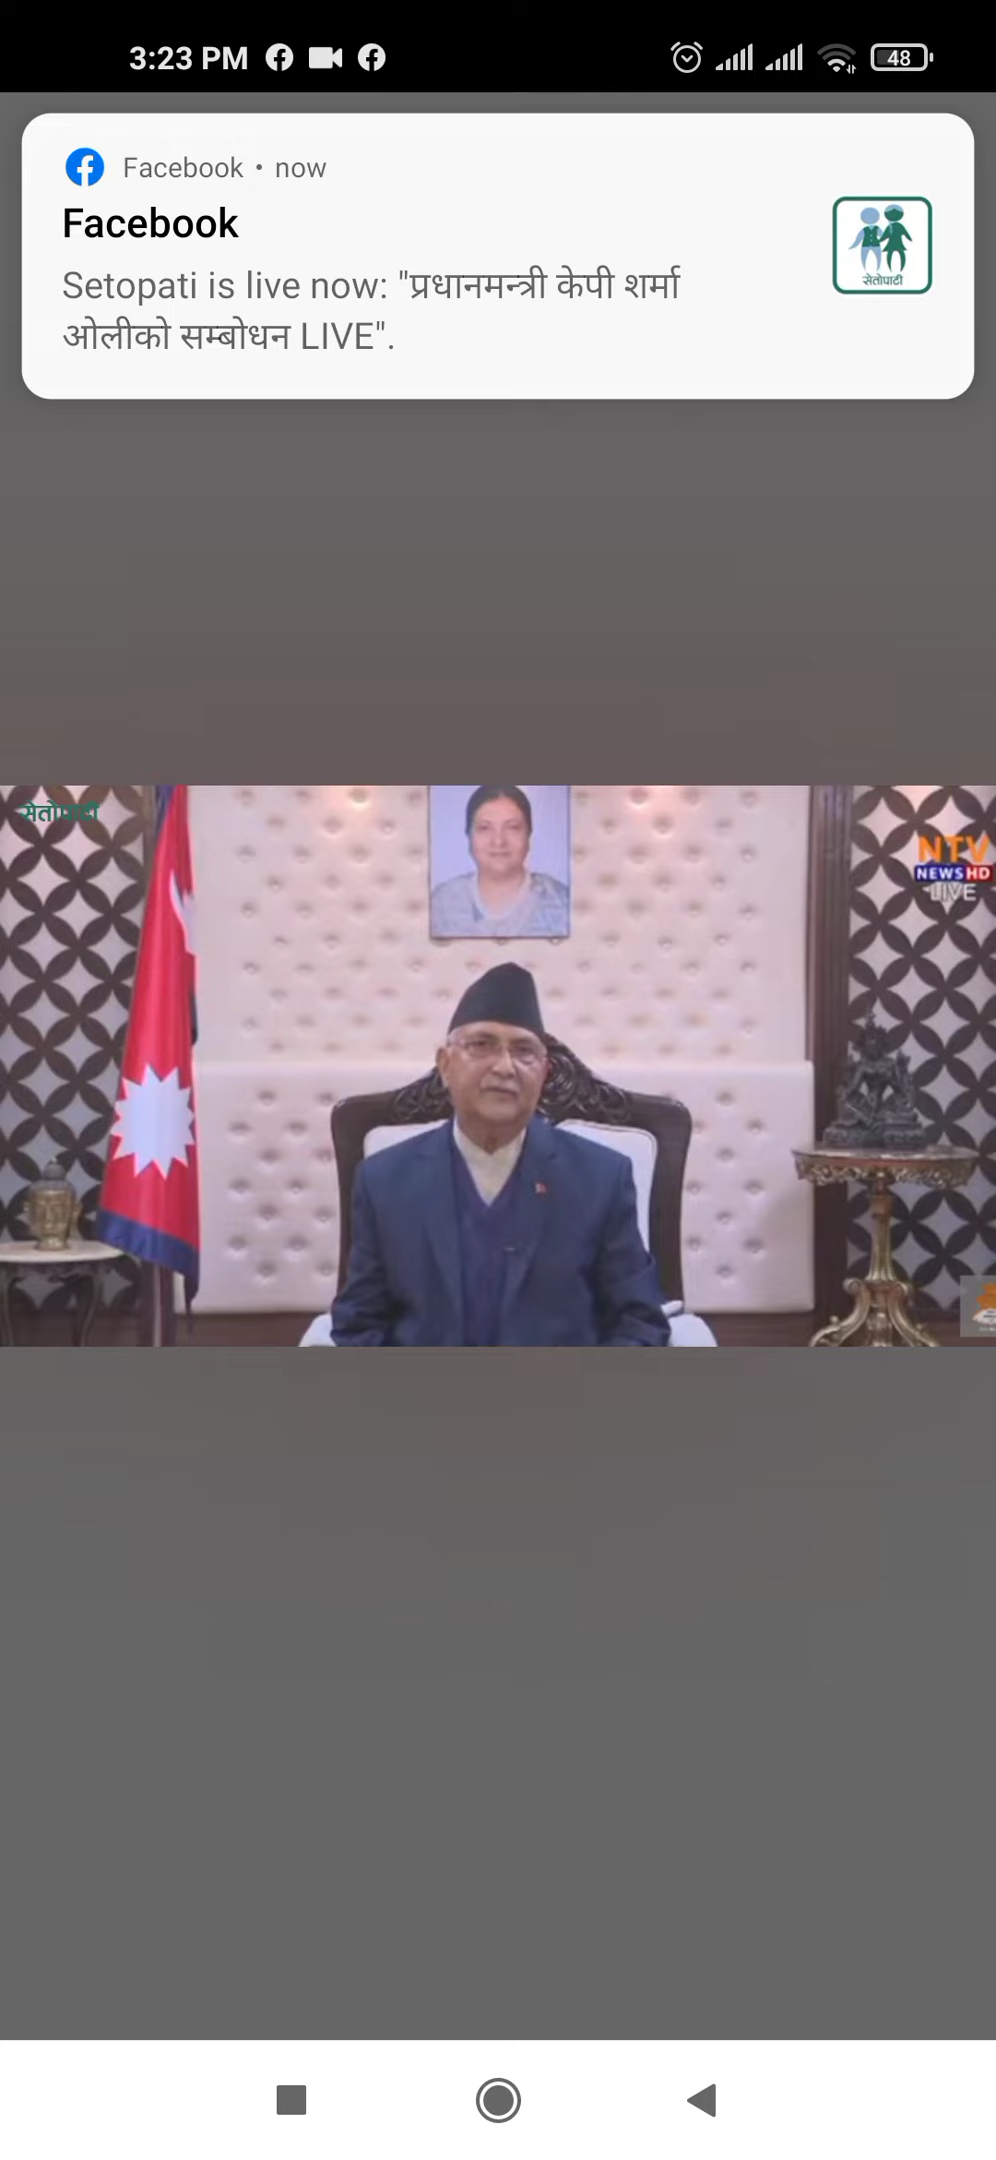 3:23 PM
48
Facebook • now
Facebook
Setopati is live now: "प्रधानमन्त्री केपी शर्मा
ओलीको सम्बोधन LIVE".
सेतोपाटी
सेतोपाटी
NTV
NEWS HD
LIVE